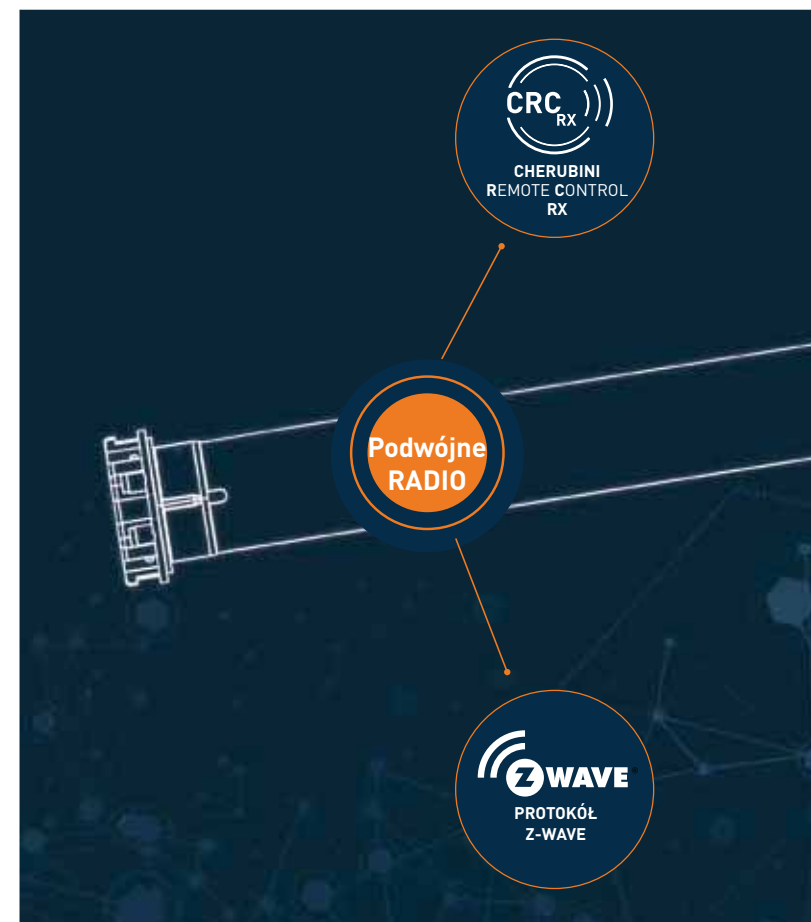 CRC
RX
CHERUBINI
REMOTE CONTROL
RX
Podwójne
RADIO
Z WAVE
PROTOKÓŁ
Z-WAVE